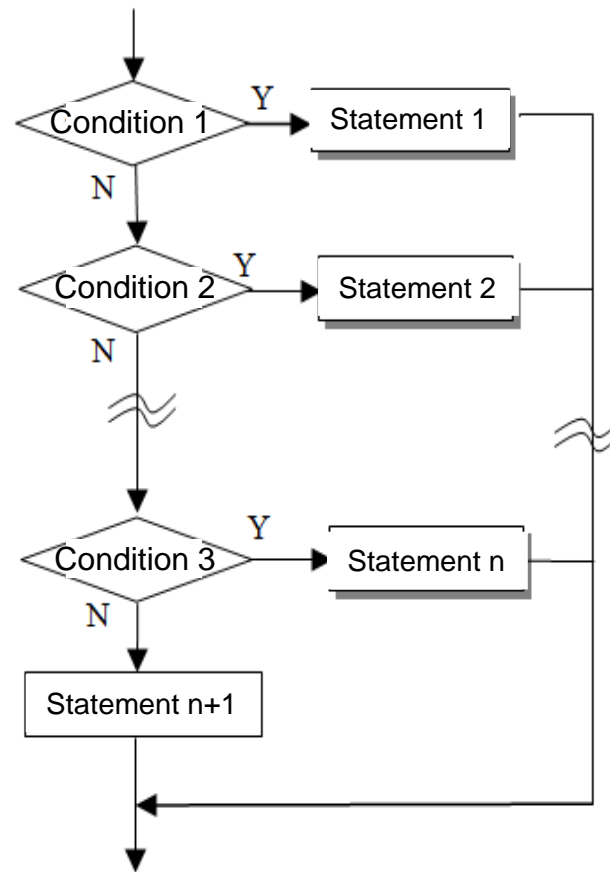 Condition 1
Y
Statement 1
N
Condition 2
Y
Statement 2
N
Condition 3
Y
Statement n
N
Statement n+1